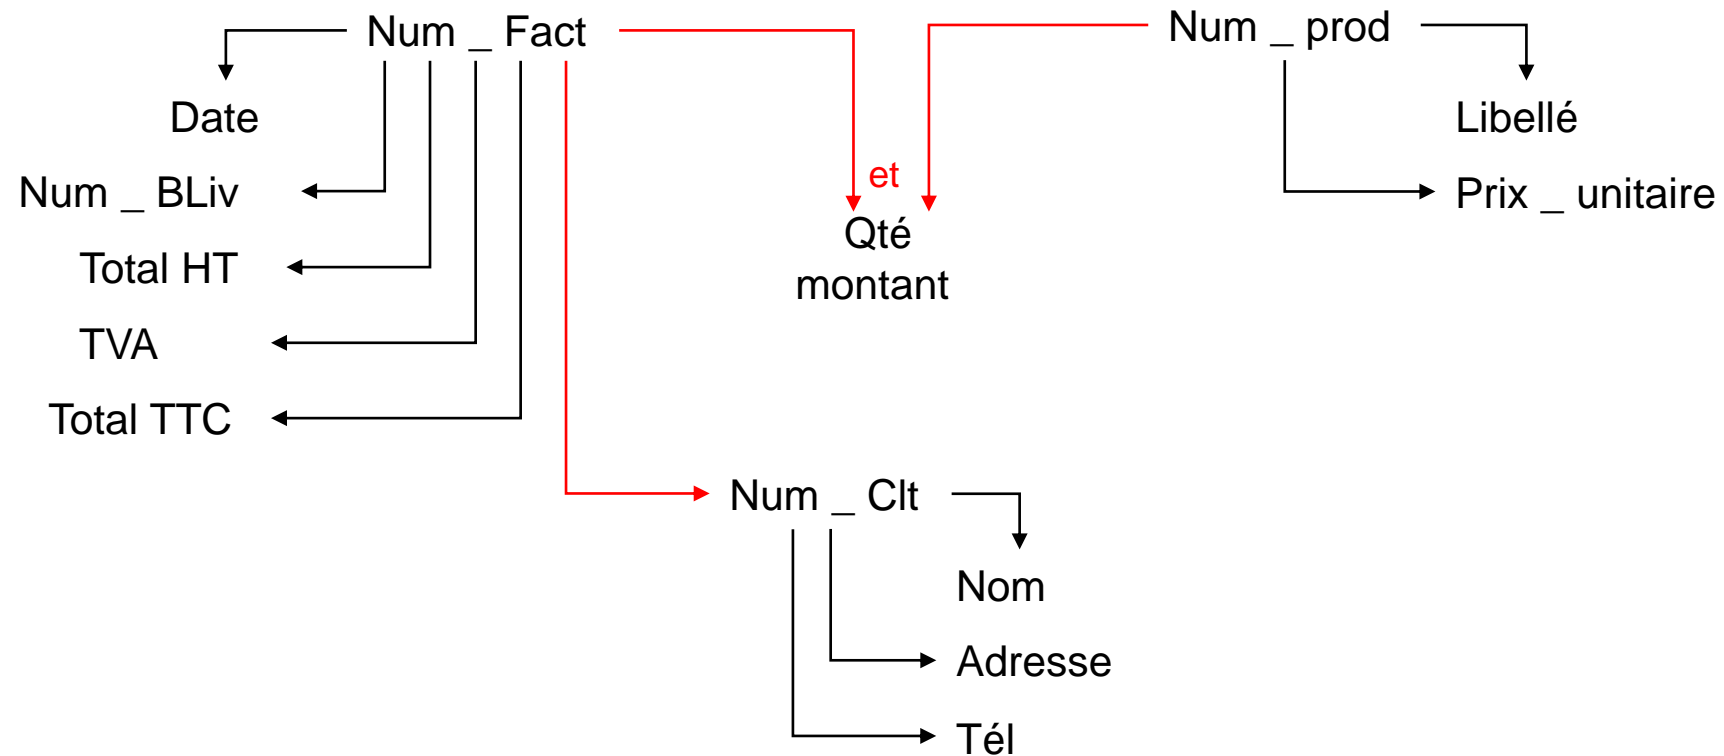 Num _ Fact
Num _ prod
Date
Libellé
Num _ BLiv
et
Prix _ unitaire
Qté
montant
Total HT
TVA
Total TTC
Num _ Clt
Nom
Adresse
Tél